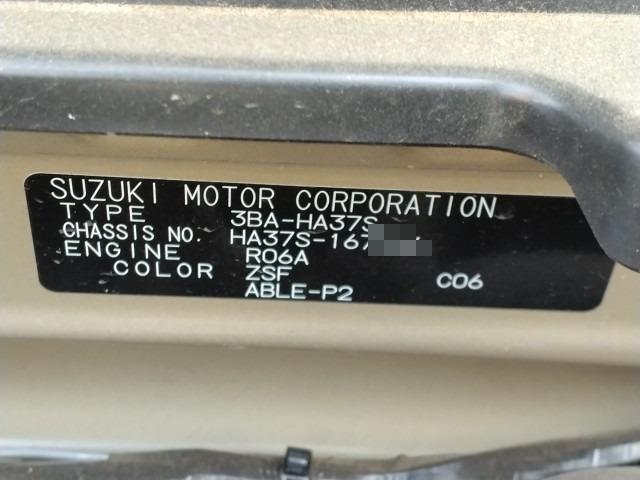 SUZUKI MOTOR CORPORATION
TYPE 3BA-HA37S
CHASSIS NO. HA37S-167
ENGINE R06A
COLOR ZSF C06
ABLE-P2